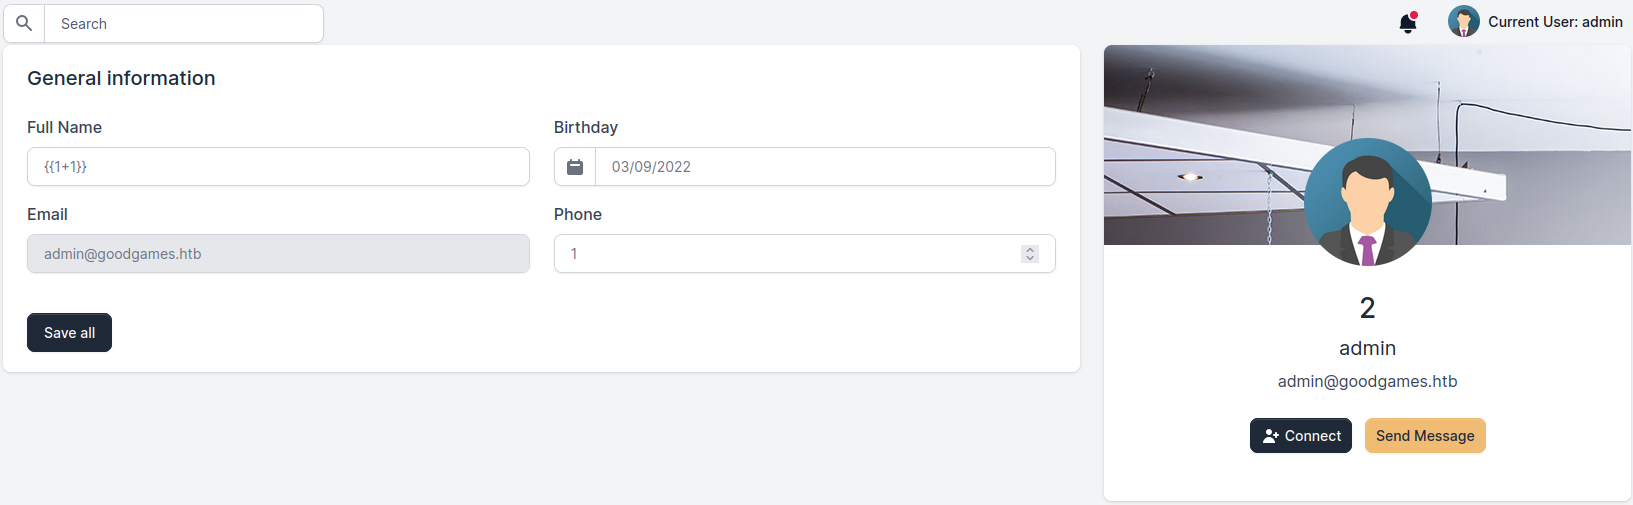 Search
Current User: admin
General information
Full Name
Birthday
{{1+1}}
03/09/2022
Email
Phone
admin@goodgames.htb
1
Save all
2
admin
admin@goodgames.htb
Connect
Send Message